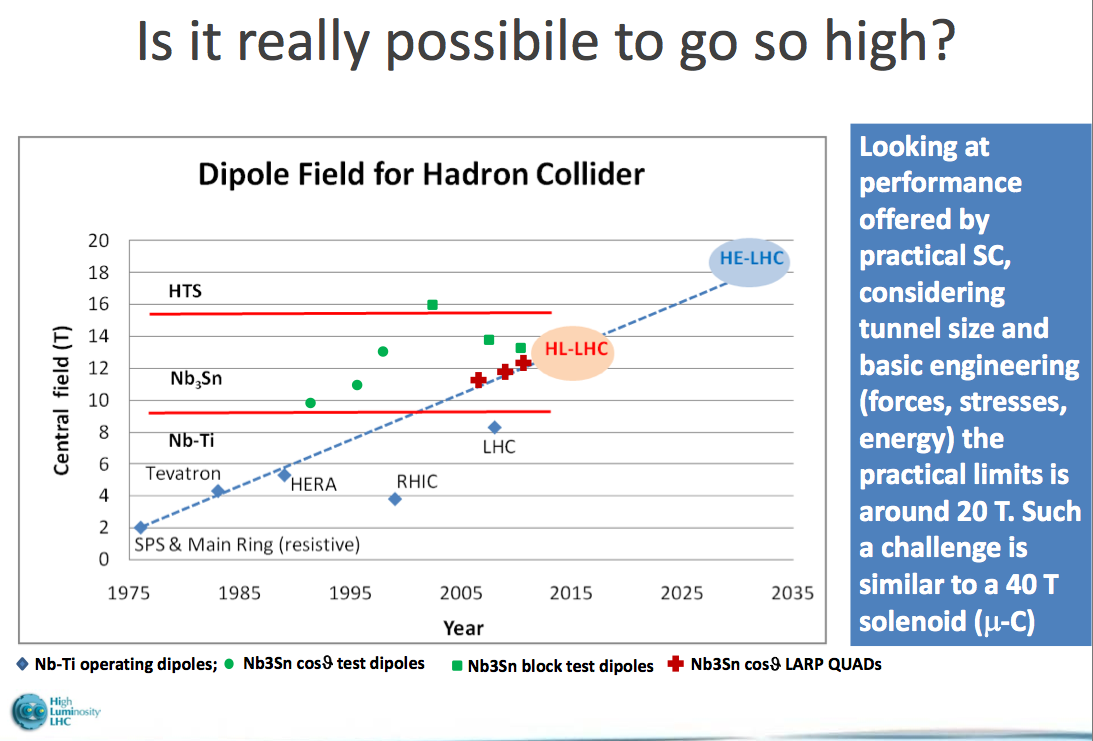 Is it really possibile to go so high?
Dipole Field for Hadron Collider
20
18
16
14
12
10
8
6
4
2
0
Central field (T)
HTS
Nb3Sn
Nb-Ti
Tevatron
HERA
RHIC
LHC
SPS & Main Ring (resistive)
HL-LHC
HE-LHC
1975 1985 1995 2005 2015 2025 2035
Year
Looking at
performance
offered by
practical SC,
considering
tunnel size and
basic engineering
(forces, stresses,
energy) the
practical limits is
around 20 T. Such
a challenge is
similar to a 40 T
solenoid (μ-C)
Nb-Ti operating dipoles; Nb3Sn cosϑ test dipoles Nb3Sn block test dipoles Nb3Sn cosϑ LARP QUADs
High
Luminosity
LHC